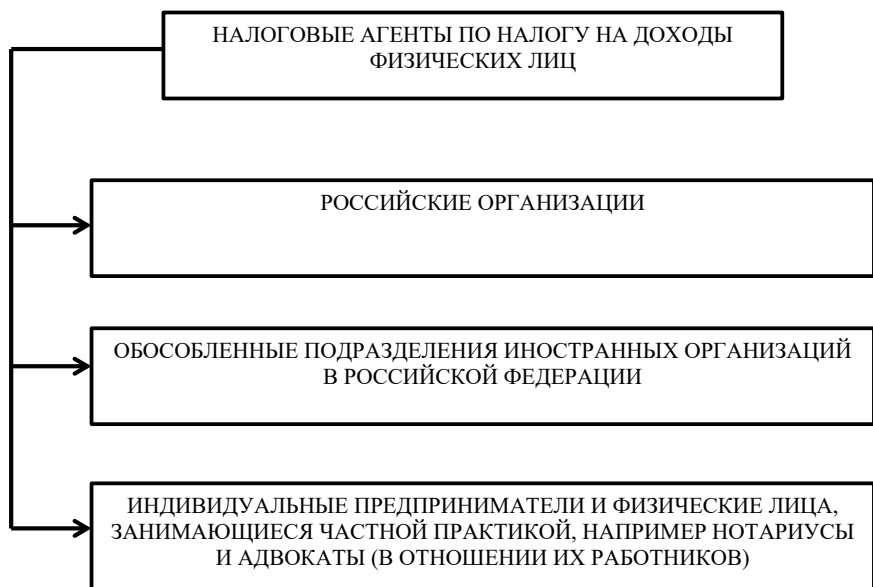 НАЛОГОВЫЕ АГЕНТЫ ПО НАЛОГУ НА ДОХОДЫ
ФИЗИЧЕСКИХ ЛИЦ
РОССИЙСКИЕ ОРГАНИЗАЦИИ
ОБОСОБЛЕННЫЕ ПОДРАЗДЕЛЕНИЯ ИНОСТРАННЫХ ОРГАНИЗАЦИЙ
В РОССИЙСКОЙ ФЕДЕРАЦИИ
ИНДИВИДУАЛЬНЫЕ ПРЕДПРИНИМАТЕЛИ И ФИЗИЧЕСКИЕ ЛИЦА,
ЗАНИМАЮЩИЕСЯ ЧАСТНОЙ ПРАКТИКОЙ, НАПРИМЕР НОТАРИУСЫ
И АДВОКАТЫ (В ОТНОШЕНИИ ИХ РАБОТНИКОВ)